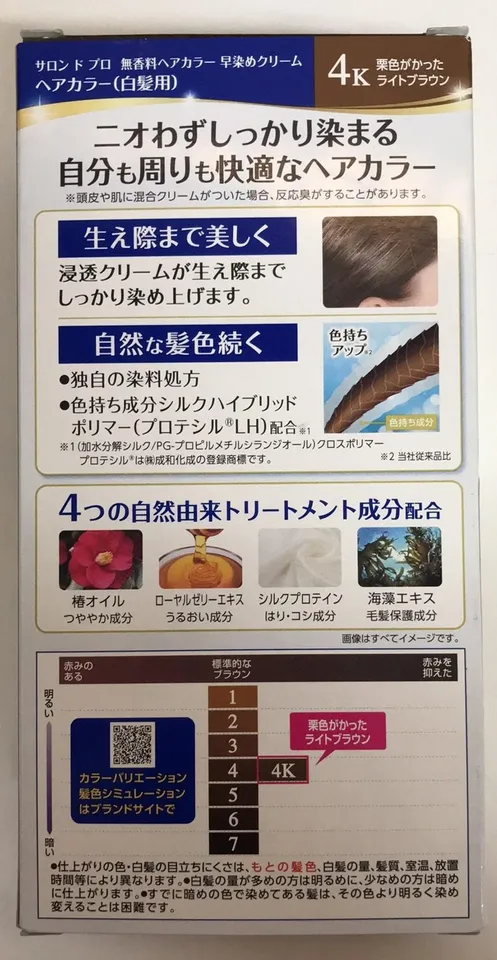 サロン ド プロ 無香料ヘアカラー 早染めクリーム
ヘアカラー(白髪用)
4K 栗色がかった
ライトブラウン
ニオわずしっかり染まる
自分も周りも快適なヘアカラー
※頭皮や肌に混合クリームがついた場合、反応臭がすることがあります。
生え際まで美しく
浸透クリームが生え際まで
しっかり染め上げます。
自然な髪色続く
●独自の染料処方
●色持ち成分シルクハイブリッド
ポリマー(プロテシル®LH)配合※1
色持ち
アップ※2
色持ち成分
※1(加水分解シルク/PG-プロピルメチルシランジオール)クロスポリマー
プロテシル®は㈱成和化成の登録商標です。
※2 当社従来品比
4つの自然由来トリートメント成分配合
椿オイル
つややか成分
ローヤルゼリーエキス
うるおい成分
シルクプロテイン
はり・コシ成分
海藻エキス
毛髪保護成分
画像はすべてイメージです。
赤みの
ある
標準的な
ブラウン
赤みを
抑えた
明るい
暗い
1
2
3
4
4K
5
6
7
栗色がかった
ライトブラウン
カラーバリエーション
髪色シミュレーション
はブランドサイトで
●仕上がりの色・白髪の目立ちにくさは、もとの髪色、白髪の量、髪質、室温、放置
時間等により異なります。●白髪の量が多めの方は明るめに、少なめの方は暗め
に仕上がります。●すでに暗めの色で染めてある髪は、その色より明るく染め
変えることは困難です。